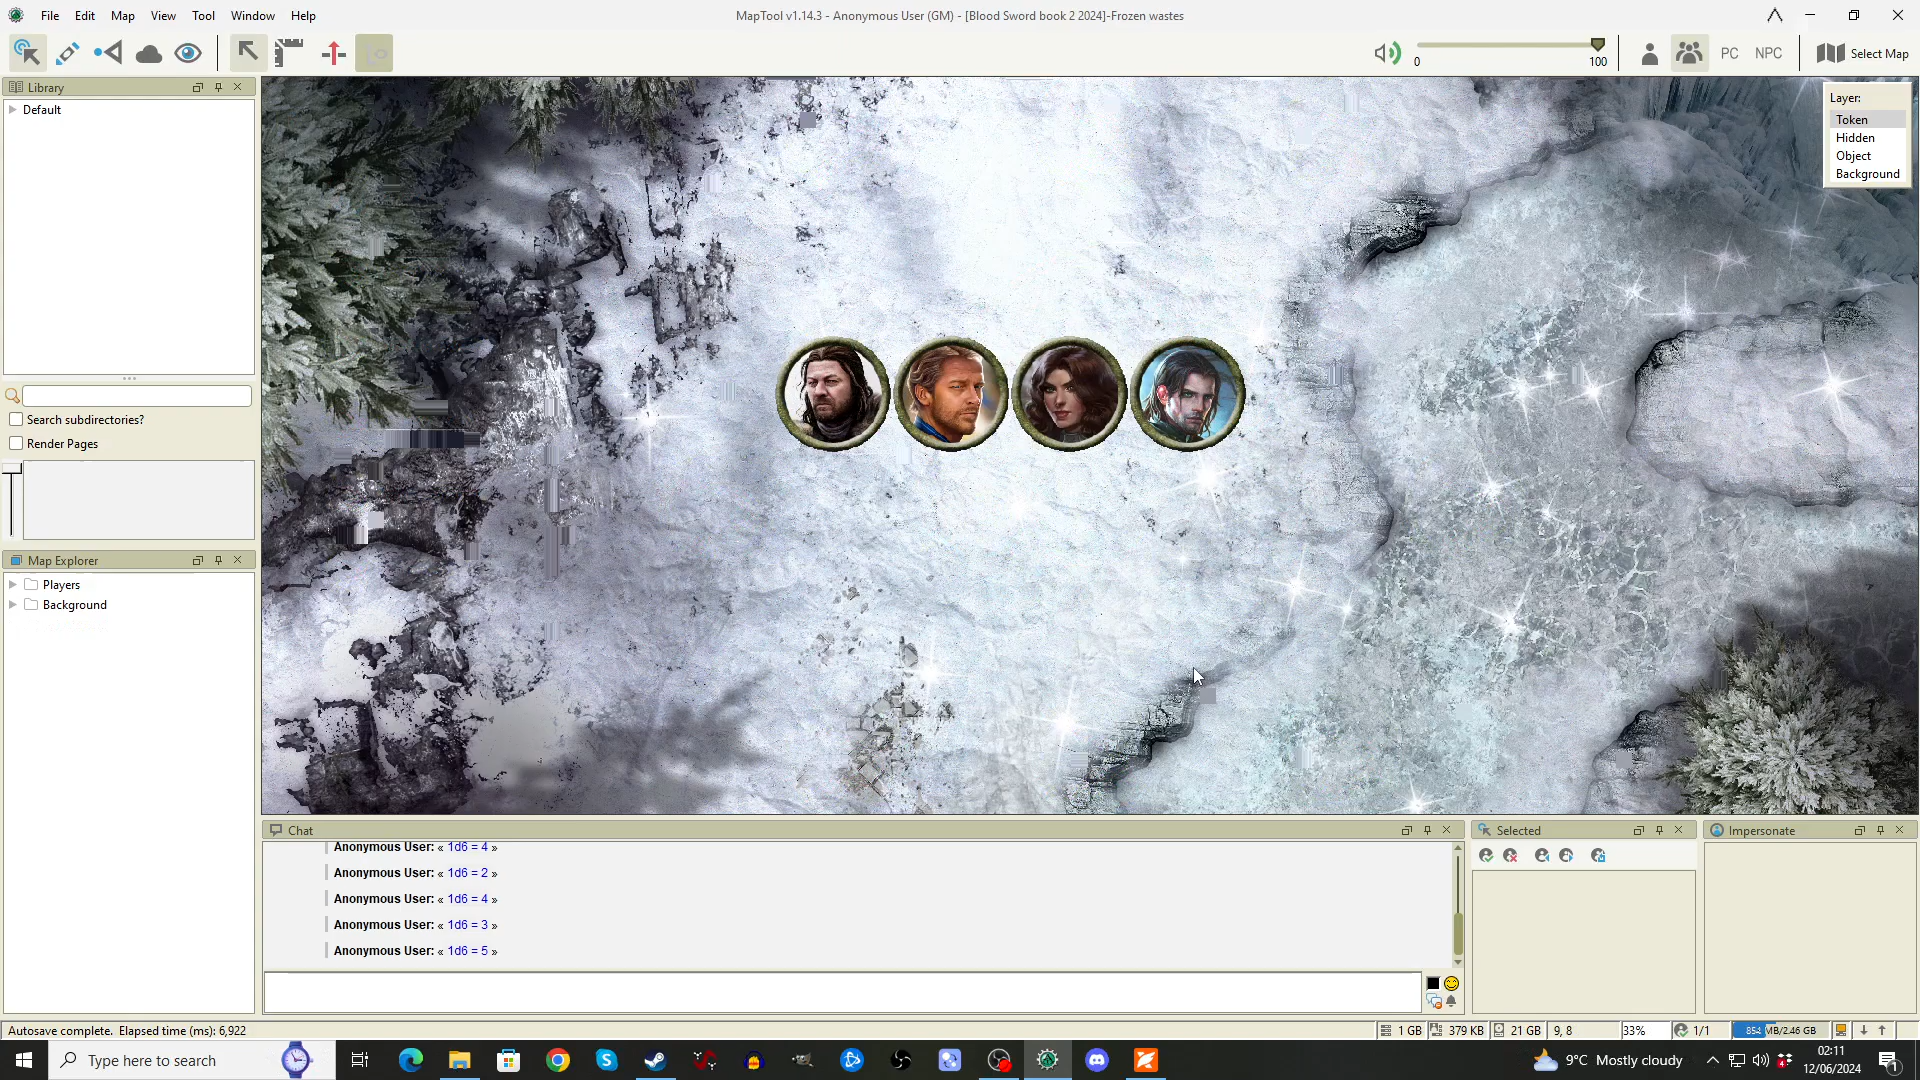 MapTool v1.14.3 - Anonymous User (GM) - [Blood Sword book 2 2024]-Frozen wastes
File Edit Map View Tool Window Help
0 100
PC NPC Select Map
Library
Default
Layer:
Token
Hidden
Object
Background
Search subdirectories?
Render Pages
Map Explorer
Players
Background
Chat
Anonymous User: « 1d6 = 4 »
Anonymous User: « 1d6 = 2 »
Anonymous User: « 1d6 = 4 »
Anonymous User: « 1d6 = 3 »
Anonymous User: « 1d6 = 5 »
Selected
Impersonate
Autosave complete. Elapsed time (ms): 6,922
1 GB 379 KB 21 GB 9, 8 33% 1/1 854 MB/2.46 GB
Type here to search
9°C Mostly cloudy
02:11
12/06/2024